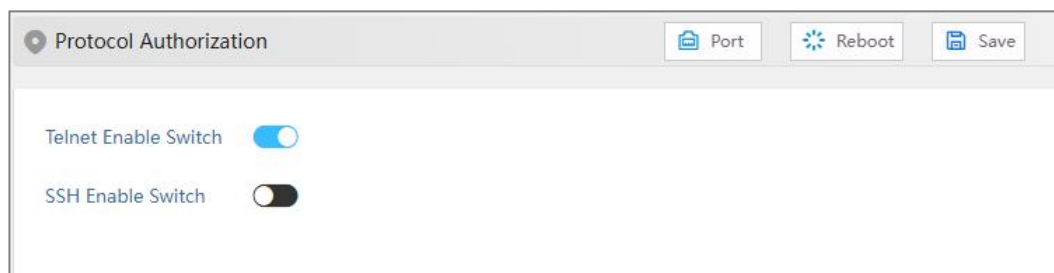 Protocol Authorization Port Reboot Save
Telnet Enable Switch
SSH Enable Switch